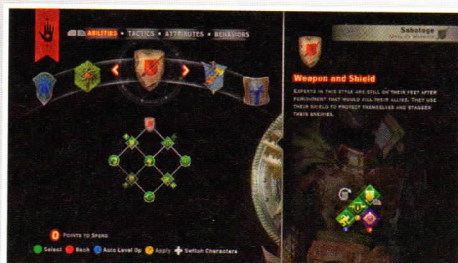 ABILITIES • TACTICS • ATTRIBUTES • BEHAVIORS
Sabotage
Weapon and Shield
EXPERTS IN THIS STYLE ARE STILL ON THEIR FEET AFTER
PUNISHMENT THAT WOULD KILL THEIR ALLIES. THEY USE
THEIR SHIELD TO PROTECT THEMSELVES AND STAGGER
THEIR ENEMIES.
0 POINTS TO SPEND
Select Back Auto Level Up Apply Switch Characters